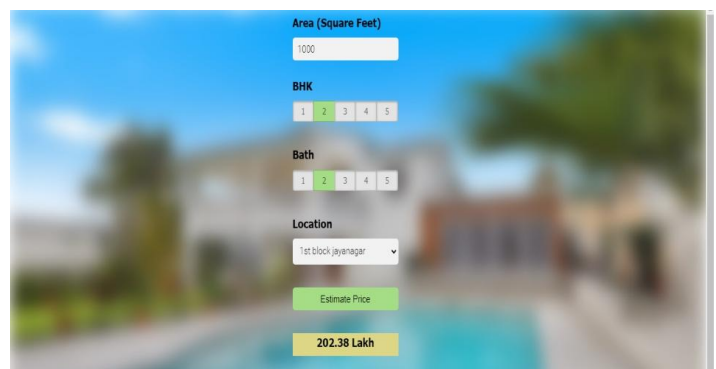 Area (Square Feet)
1000
BHK
1 2 3 4 5
Bath
1 2 3 4 5
Location
1st block jayanagar
Estimate Price
202.38 Lakh